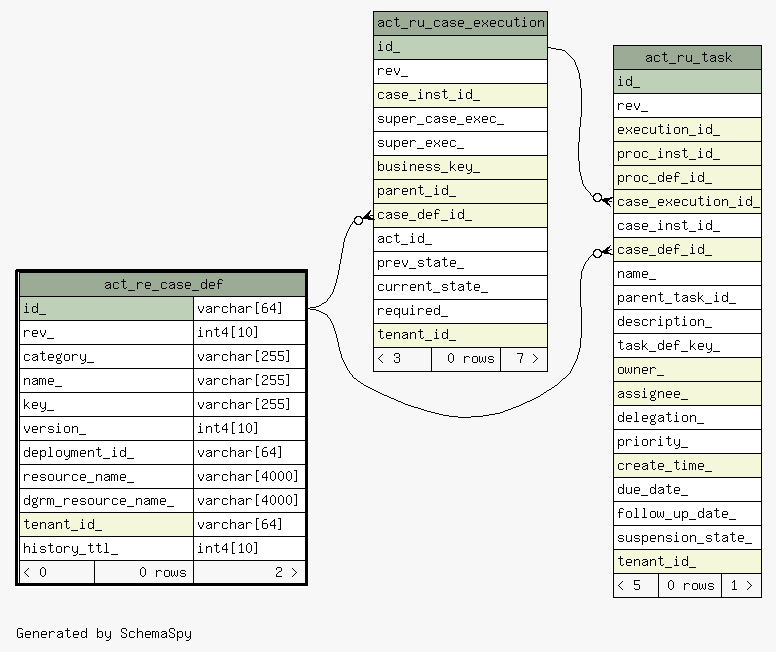 act_ru_case_execution
id_
rev_
case_inst_id_
super_case_exec_
super_exec_
business_key_
parent_id_
case_def_id_
act_id_
prev_state_
current_state_
required_
tenant_id_
< 3 0 rows 7 >
act_ru_task
id_
rev_
execution_id_
proc_inst_id_
proc_def_id_
case_execution_id_
case_inst_id_
case_def_id_
name_
parent_task_id_
description_
task_def_key_
owner_
assignee_
delegation_
priority_
create_time_
due_date_
follow_up_date_
suspension_state_
tenant_id_
< 5 0 rows 1 >
act_re_case_def
id_ varchar[64]
rev_ int4[10]
category_ varchar[255]
name_ varchar[255]
key_ varchar[255]
version_ int4[10]
deployment_id_ varchar[64]
resource_name_ varchar[4000]
dgrm_resource_name_ varchar[4000]
tenant_id_ varchar[64]
history_ttl_ int4[10]
< 0 0 rows 2 >
Generated by SchemaSpy